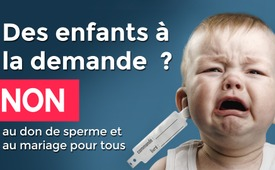 Des enfants à
la demande ?
NON
au don de sperme et
au mariage pour tous